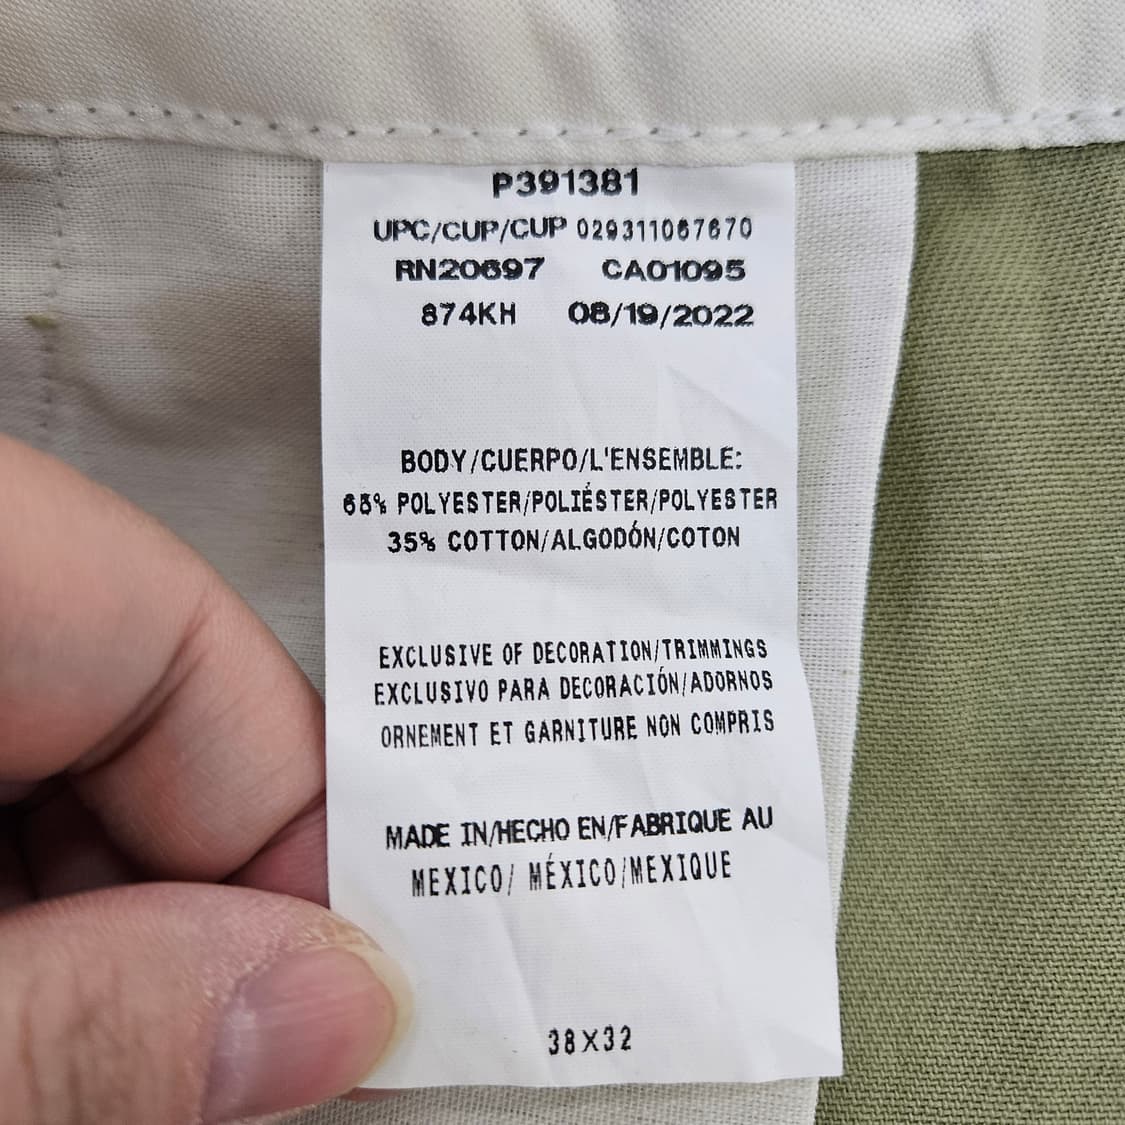 P391381
UPC/CUP/CUP 029311067670
RN20697 CA01095
874KH 08/19/2022
BODY/CUERPO/L'ENSEMBLE:
65% POLYESTER/POLIÉSTER/POLYESTER
35% COTTON/ALGODÓN/COTON
EXCLUSIVE OF DECORATION/TRIMMINGS
EXCLUSIVO PARA DECORACIÓN/ADORNOS
ORNEMENT ET GARNITURE NON COMPRIS
MADE IN/HECHO EN/FABRIQUE AU
MEXICO/ MÉXICO/MEXIQUE
38X32